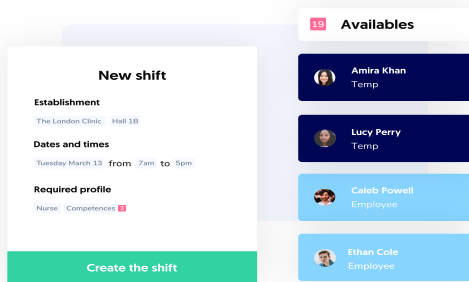 New shift
Establishment
The London Clinic Hall 1B
Dates and times
Tuesday March 13 from 7am to 5pm
Required profile
Nurse Competences 3
Create the shift
19 Availables
Amira Khan
Temp
Lucy Perry
Temp
Caleb Powell
Employee
Ethan Cole
Employee